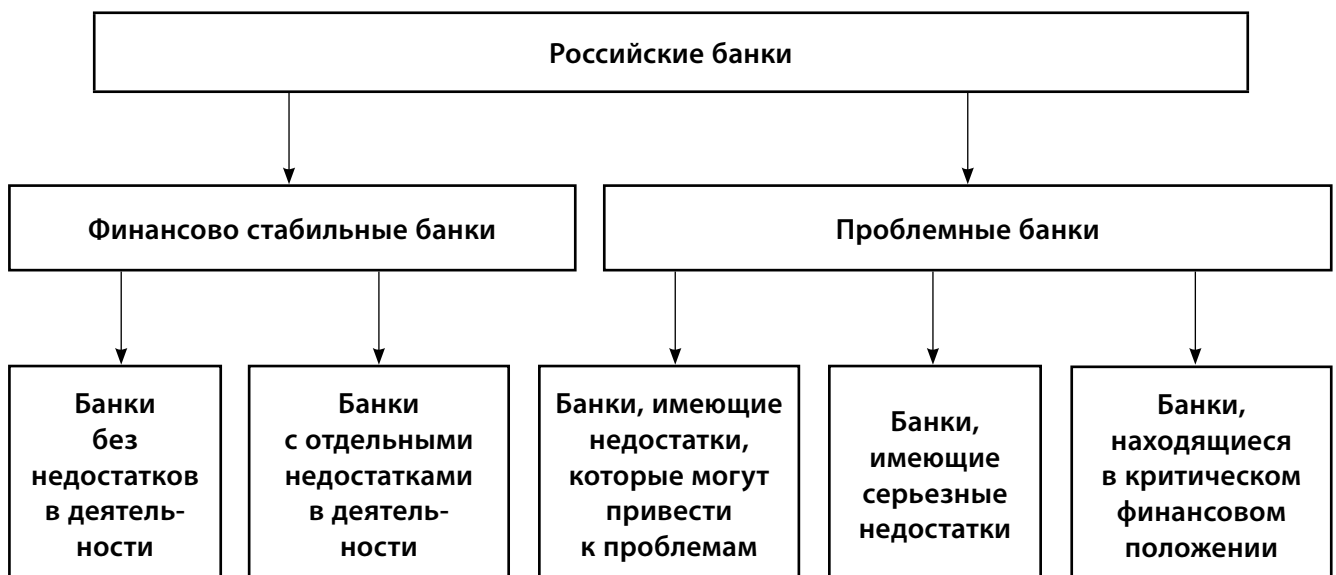 Российские банки
Финансово стабильные банки
Проблемные банки
Банки
без
недостатков
в деятель-
ности
Банки
с отдельными
недостатками
в деятель-
ности
Банки, имеющие
недостатки,
которые могут
привести
к проблемам
Банки,
имеющие
серьезные
недостатки
Банки,
находящиеся
в критическом
финансовом
положении